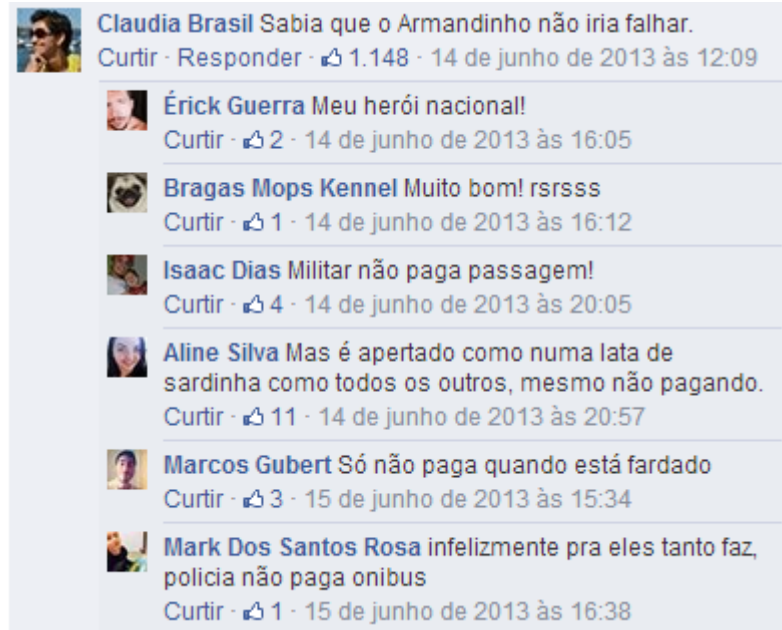 Claudia Brasil Sabia que o Armandinho não iria falhar.
Curtir · Responder · 1.148 · 14 de junho de 2013 às 12:09
Érick Guerra Meu herói nacional!
Curtir · 2 · 14 de junho de 2013 às 16:05
Bragas Mops Kennel Muito bom! rsrsss
Curtir · 1 · 14 de junho de 2013 às 16:12
Isaac Dias Militar não paga passagem!
Curtir · 4 · 14 de junho de 2013 às 20:05
Aline Silva Mas é apertado como numa lata de
sardinha como todos os outros, mesmo não pagando.
Curtir · 11 · 14 de junho de 2013 às 20:57
Marcos Gubert Só não paga quando está fardado
Curtir · 3 · 15 de junho de 2013 às 15:34
Mark Dos Santos Rosa infelizmente pra eles tanto faz,
policia não paga onibus
Curtir · 1 · 15 de junho de 2013 às 16:38